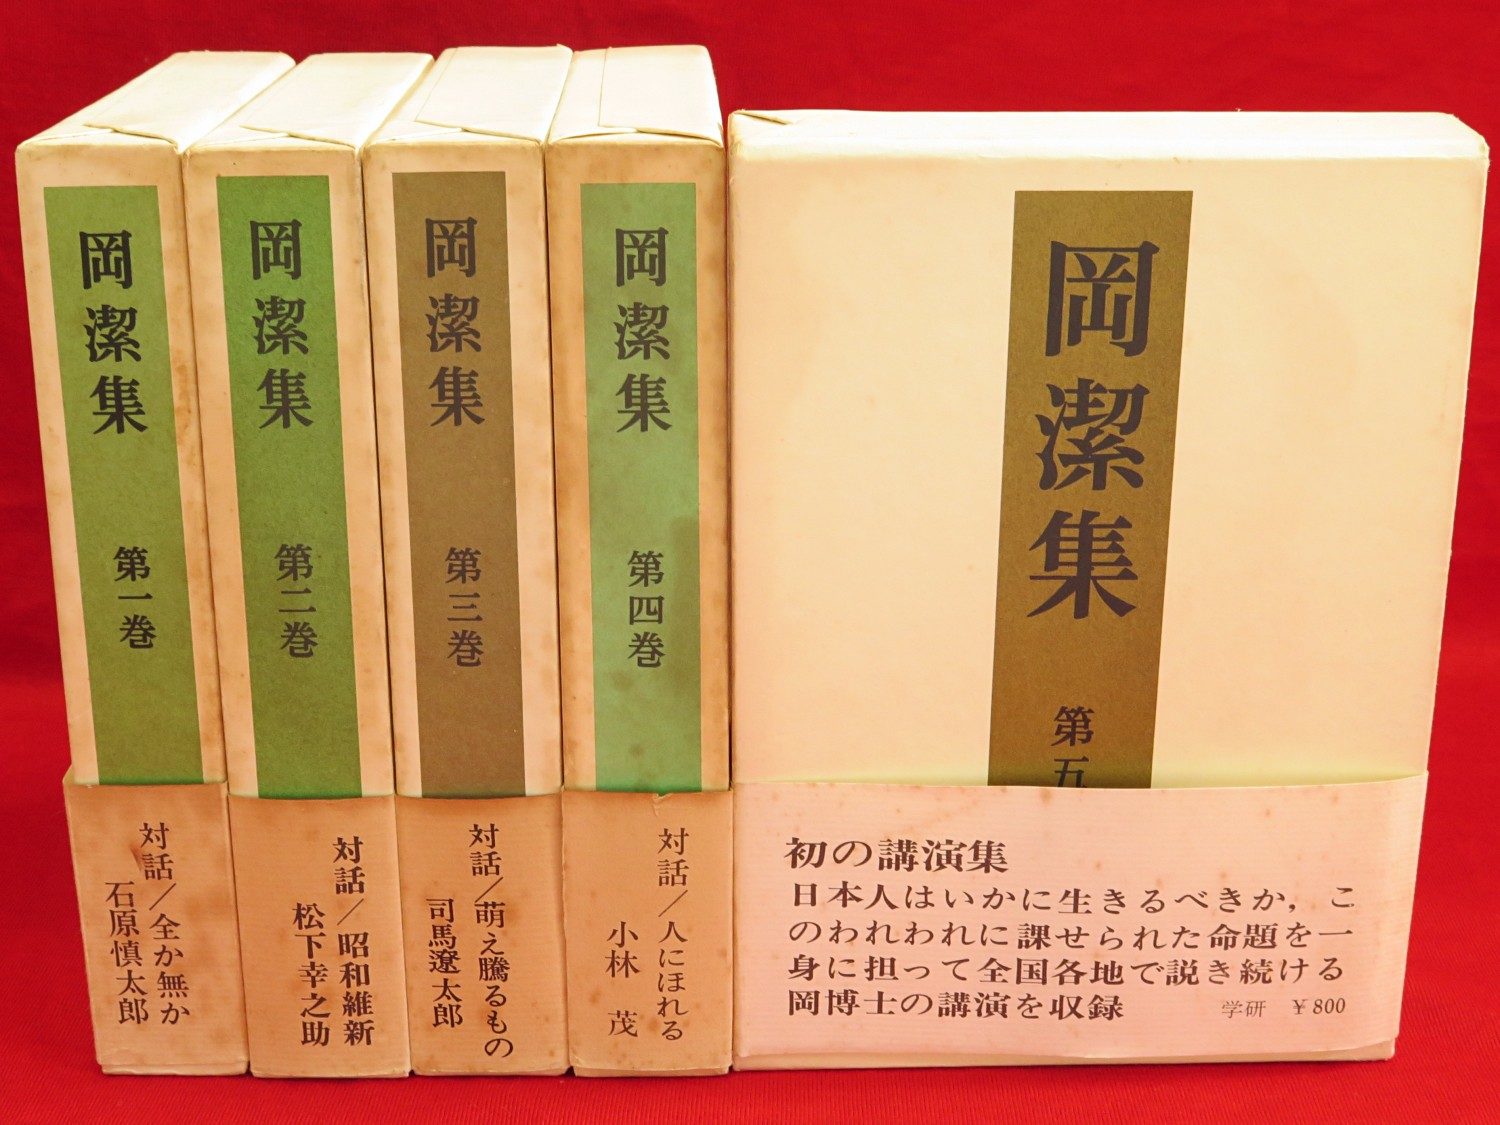 岡潔集
第一巻
対話／全か無か
石原慎太郎
岡潔集
第二巻
対話／昭和維新
松下幸之助
岡潔集
第三巻
対話／萌え騰るもの
司馬遼太郎
岡潔集
第四巻
対話／人にほれる
小林 茂
岡潔集
第五
初の講演集
日本人はいかに生きるべきか，こ
のわれわれに課せられた命題を一
身に担って全国各地で説き続ける
岡博士の講演を収録
学研 ￥800